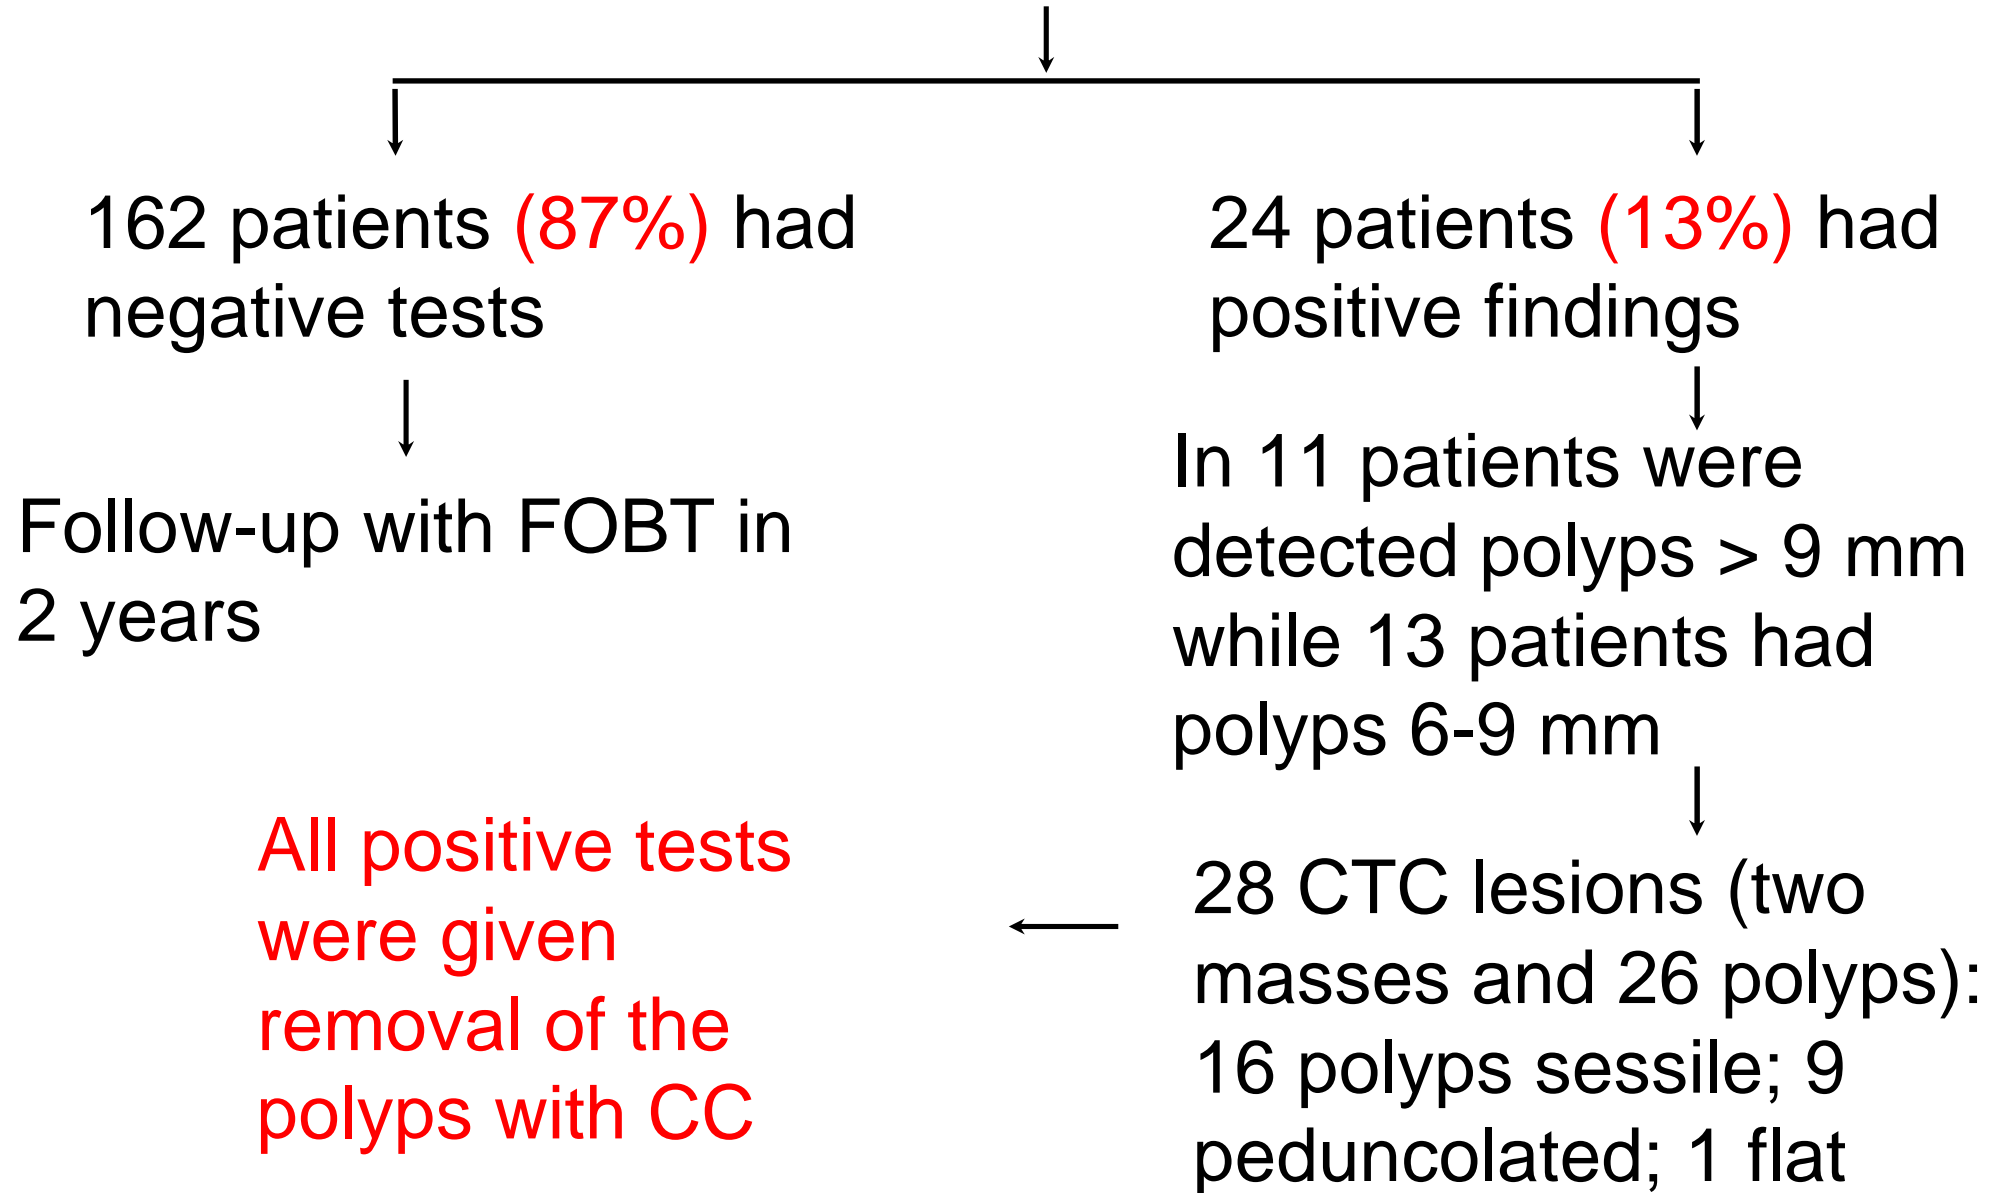 162 patients (87%) had
negative tests
Follow-up with FOBT in
2 years
24 patients (13%) had
positive findings
In 11 patients were
detected polyps > 9 mm
while 13 patients had
polyps 6-9 mm
28 CTC lesions (two
masses and 26 polyps):
16 polyps sessile; 9
peduncolated; 1 flat
All positive tests
were given
removal of the
polyps with CC